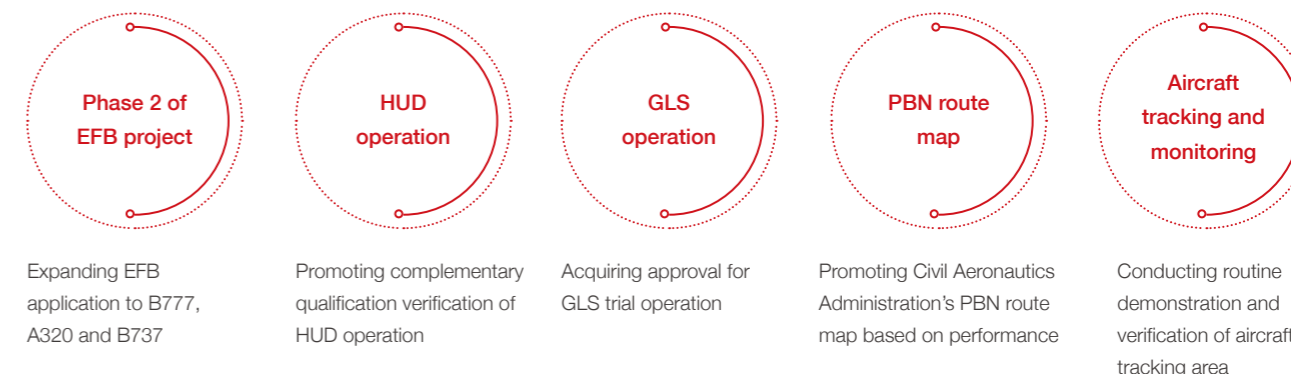 Phase 2 of
EFB project
HUD
operation
GLS
operation
PBN route
map
Aircraft
tracking and
monitoring
Expanding EFB
application to B777,
A320 and B737
Promoting complementary
qualification verification of
HUD operation
Acquiring approval for
GLS trial operation
Promoting Civil Aeronautics
Administration's PBN route
map based on performance
Conducting routine
demonstration and
verification of aircraft
tracking area